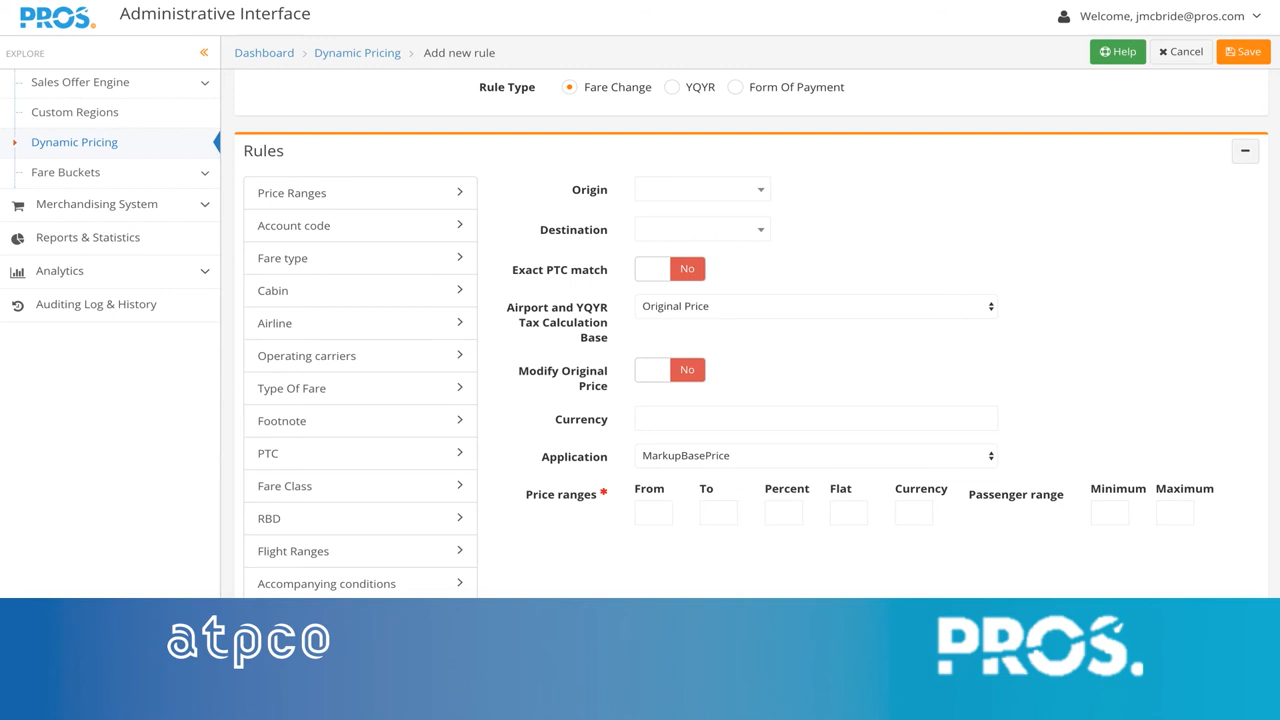 PROS.
Administrative Interface
Welcome, jmcbride@pros.com
EXPLORE
Dashboard
Dynamic Pricing
Add new rule
Help
Cancel
Save
Sales Offer Engine
Custom Regions
Dynamic Pricing
Fare Buckets
Merchandising System
Reports & Statistics
Analytics
Auditing Log & History
Rule Type
Fare Change
YQYR
Form Of Payment
Rules
Price Ranges
Account code
Fare type
Cabin
Airline
Operating carriers
Type Of Fare
Footnote
PTC
Fare Class
RBD
Flight Ranges
Accompanying conditions
Origin
Destination
Exact PTC match
No
Airport and YQYR
Tax Calculation
Base
Original Price
Modify Original
Price
No
Currency
Application
MarkupBasePrice
Price ranges *
From
To
Percent
Flat
Currency
Passenger range
Minimum
Maximum
atpco
PROS.